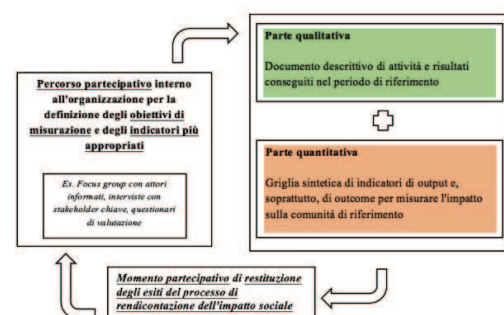 Percorso partecipativo interno
all'organizzazione per la
definizione degli obiettivi di
misurazione e degli indicatori più
appropriati
Es. Focus group con attori
informati, interviste con
stakeholder chiave, questionari
di valutazione
Parte qualitativa
Documento descrittivo di attività e risultati
conseguiti nel periodo di riferimento
Parte quantitativa
Griglia sintetica di indicatori di output e,
soprattutto, di outcome per misurare l'impatto
sulla comunità di riferimento
Momento partecipativo di restituzione
degli esiti del processo di
rendicontazione dell'impatto sociale